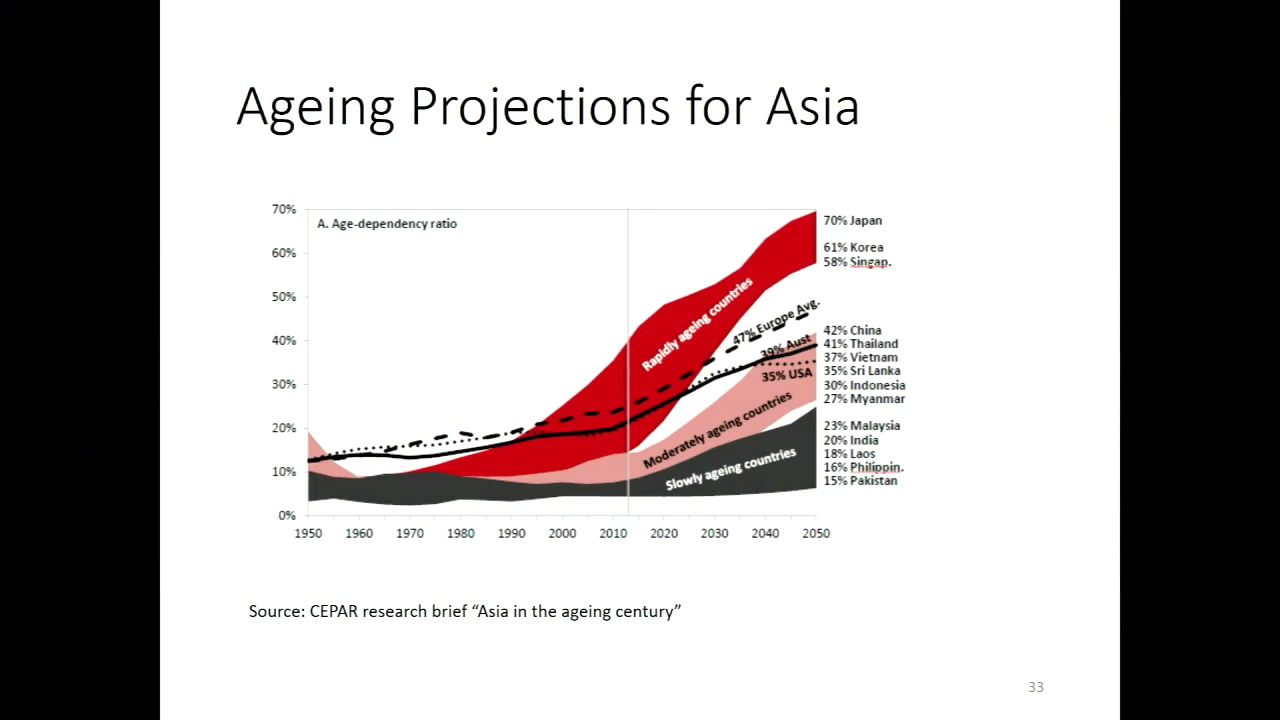 Ageing Projections for Asia
A. Age-dependency ratio
70%
60%
50%
40%
30%
20%
10%
0%
1950 1960 1970 1980 1990 2000 2010 2020 2030 2040 2050
Rapidly ageing countries
47% Europe Avg.
39% Aust
35% USA
Moderately ageing countries
Slowly ageing countries
70% Japan
61% Korea
58% Singap.
42% China
41% Thailand
37% Vietnam
35% Sri Lanka
30% Indonesia
27% Myanmar
23% Malaysia
20% India
18% Laos
16% Philippin.
15% Pakistan
Source: CEPAR research brief “Asia in the ageing century”
33